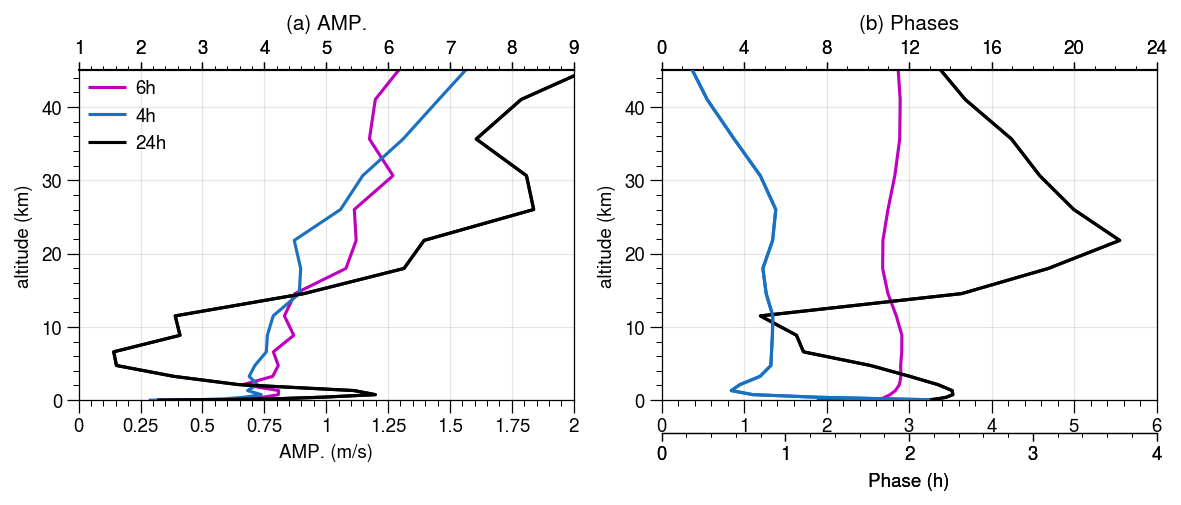 (a) AMP.
1 2 3 4 5 6 7 8 9
6h
4h
24h
40
30
20
10
0
altitude (km)
0 0.25 0.5 0.75 1 1.25 1.5 1.75 2
AMP. (m/s)
(b) Phases
0 4 8 12 16 20 24
40
30
20
10
0
altitude (km)
0 1 2 3 4 5 6
0 1 2 3 4
Phase (h)